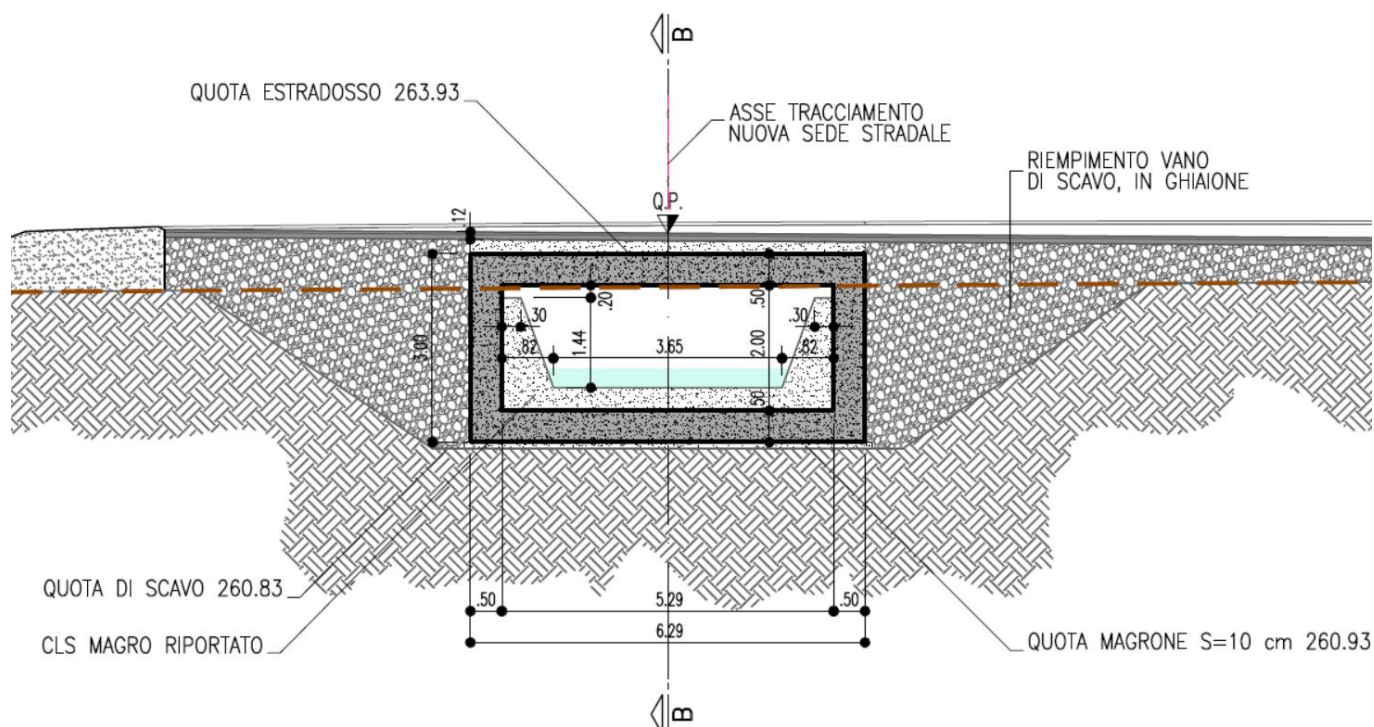 B
QUOTA ESTRADOSSO 263.93
ASSE TRACCIAMENTO
NUOVA SEDE STRADALE
RIEMPIMENTO VANO
DI SCAVO, IN GHIAIONE
Q.P.
.12
.20
.50
.30
.30
3.00
.82
1.44
3.65
2.00
.82
.50
QUOTA DI SCAVO 260.83
.50
5.29
.50
CLS MAGRO RIPORTATO
6.29
QUOTA MAGRONE S=10 cm 260.93
B